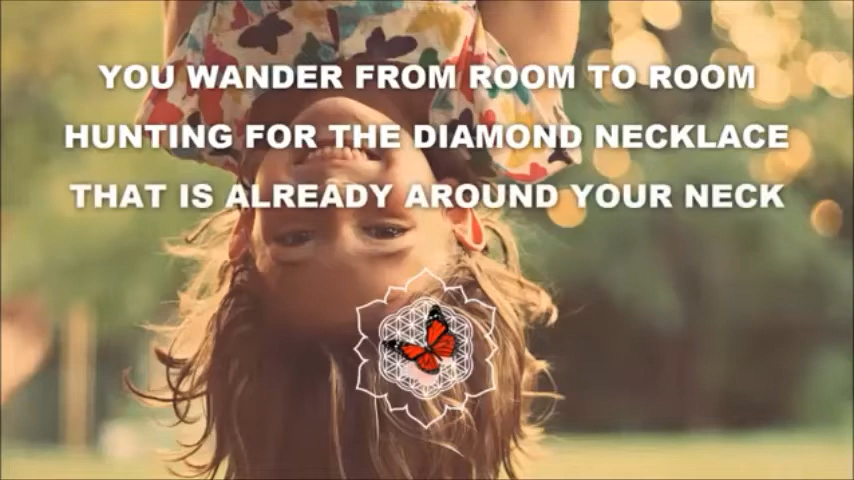 YOU WANDER FROM ROOM TO ROOM
HUNTING FOR THE DIAMOND NECKLACE
THAT IS ALREADY AROUND YOUR NECK